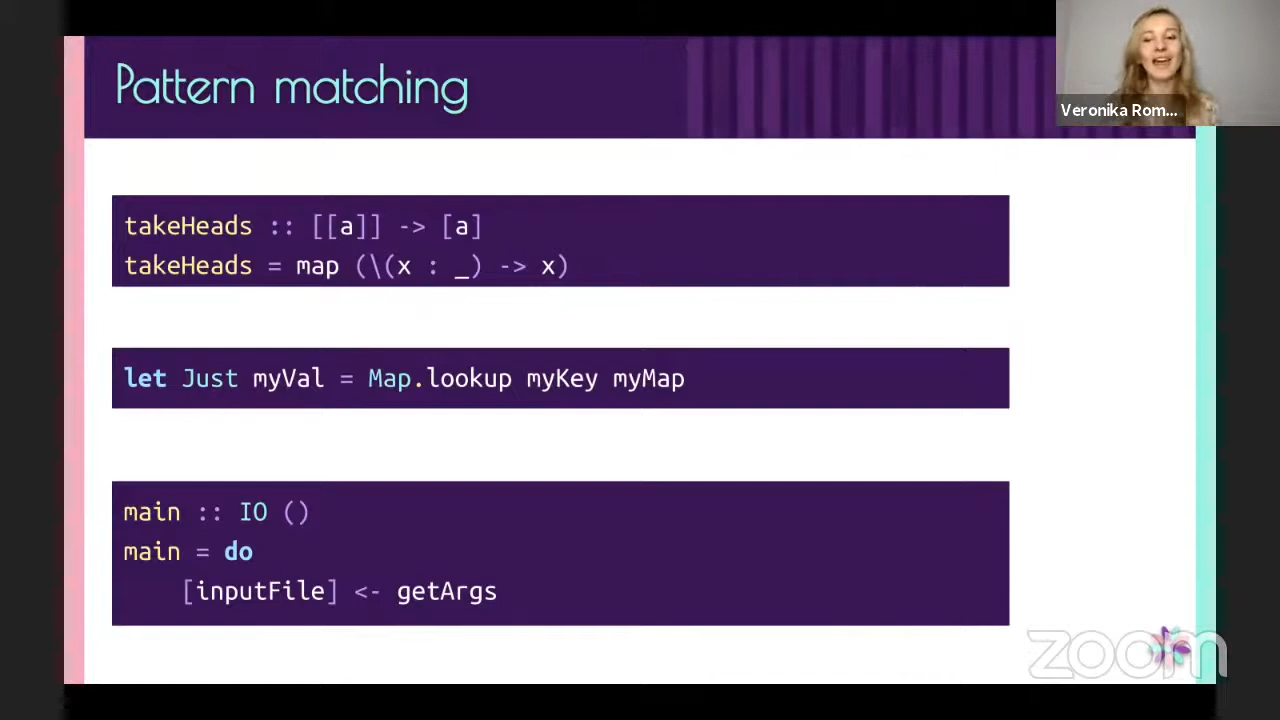 Pattern matching
Veronika Rom...
takeHeads :: [[a]] -> [a]
takeHeads = map (\(x : _) -> x)
let Just myVal = Map.lookup myKey myMap
main :: IO ()
main = do
    [inputFile] <- getArgs
zoom